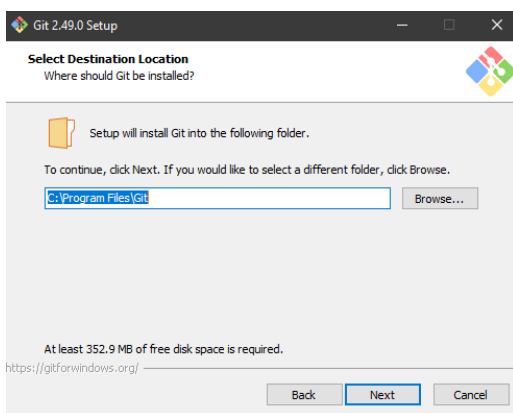 Git 2.49.0 Setup
Select Destination Location
Where should Git be installed?
Setup will install Git into the following folder.
To continue, click Next. If you would like to select a different folder, click Browse.
C:\Program Files\Git
Browse...
At least 352.9 MB of free disk space is required.
https://gitforwindows.org/
Back
Next
Cancel